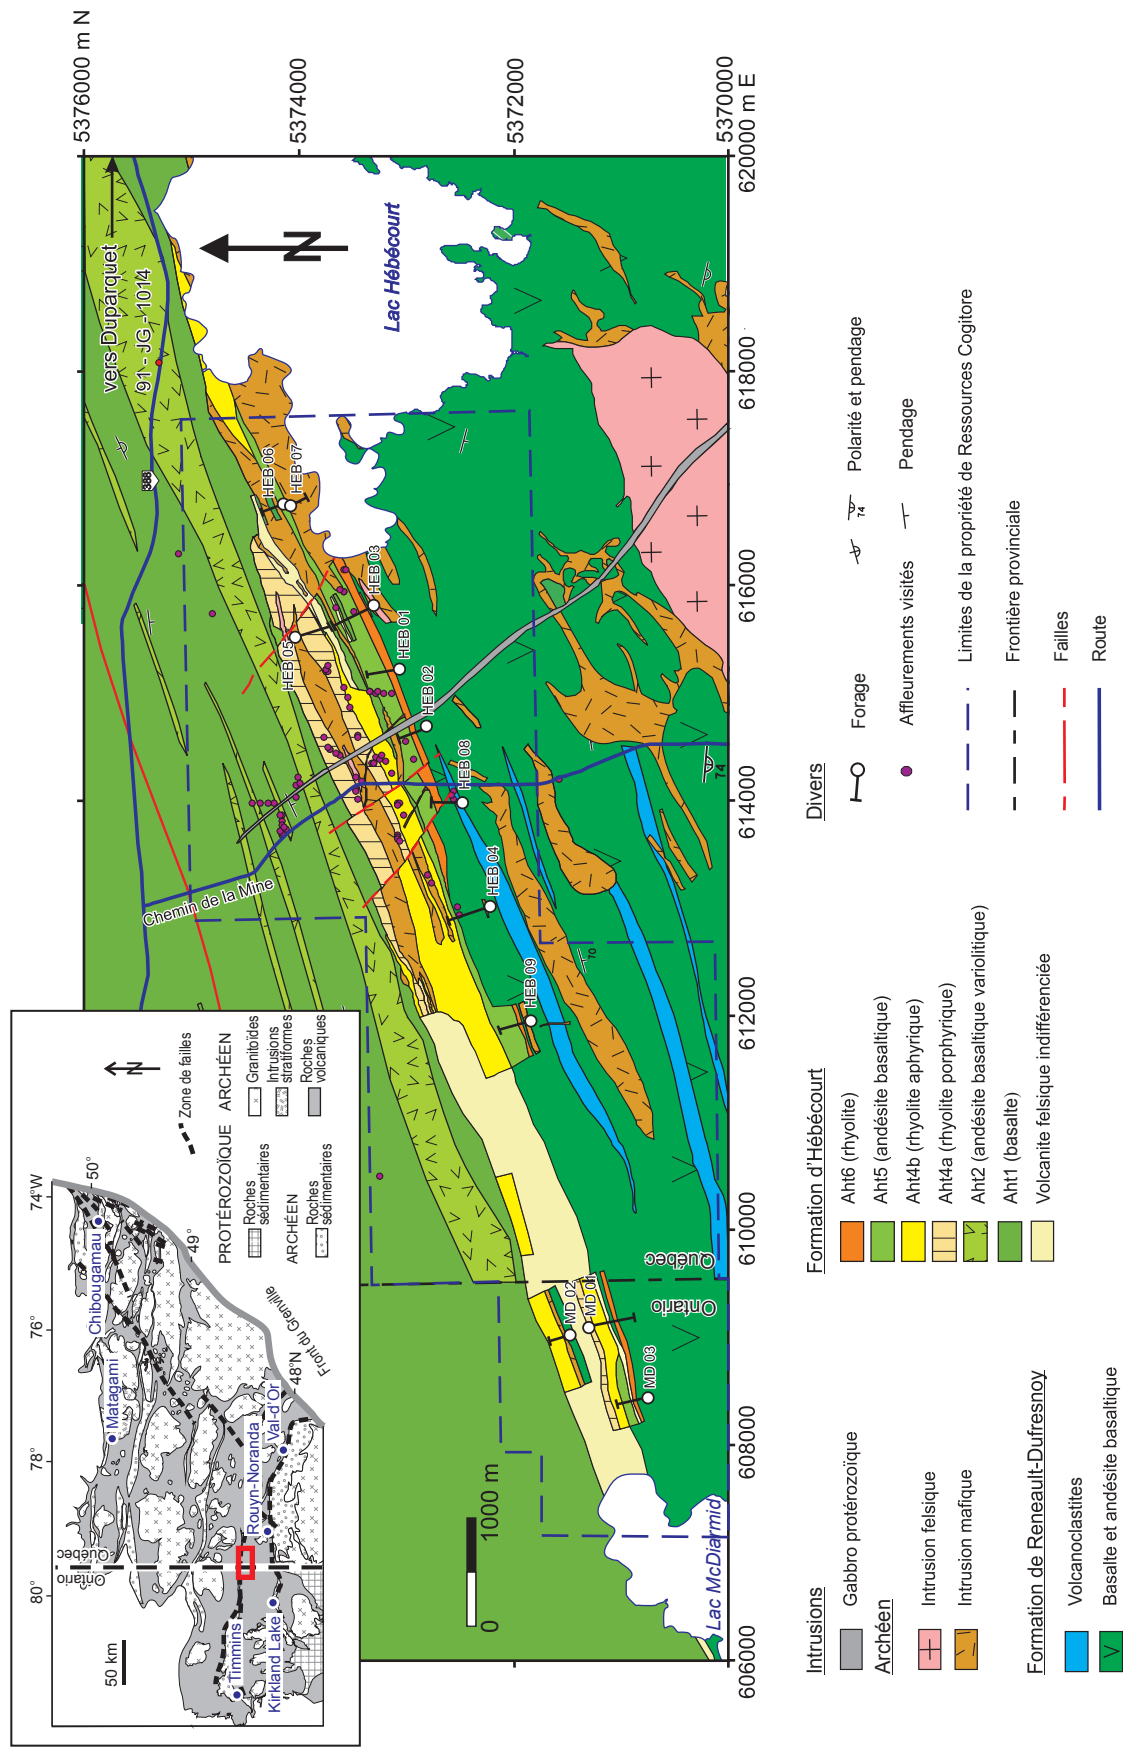 5376000 m N
5374000
5372000
5370000
620000 m E
618000
616000
614000
612000
610000
608000
606000
vers Duparquet
91 - JG - 1014
388
N
Lac Hébécourt
HEB 06
HEB 07
HEB 03
HEB 05
HEB 01
HEB 02
HEB 08
HEB 04
HEB 09
Chemin de la Mine
74
70
MD 02
MD 01
MD 03
Québec
Ontario
Lac McDiarmid
0
1000 m
74°W
76°
78°
80°
50°
49°
48°N
Chibougamau
Matagami
Val-d'Or
Rouyn-Noranda
Timmins
Kirkland Lake
Front du Grenville
Québec
Ontario
50 km
N
Zone de failles
PROTÉROZOÏQUE
Roches
sédimentaires
ARCHÉEN
Roches
sédimentaires
ARCHÉEN
Granitoïdes
Intrusions
stratiformes
Roches
volcaniques
Intrusions
Gabbro protérozoïque
Archéen
Intrusion felsique
Intrusion mafique
Formation de Reneault-Dufresnoy
Volcanoclastites
Basalte et andésite basaltique
Formation d'Hébécourt
Aht6 (rhyolite)
Aht5 (andésite basaltique)
Aht4b (rhyolite aphyrique)
Aht4a (rhyolite porphyrique)
Aht2 (andésite basaltique variolitique)
Aht1 (basalte)
Volcanite felsique indifférenciée
Divers
Forage
74
Polarité et pendage
Affleurements visités
Pendage
Limites de la propriété de Ressources Cogitore
Frontière provinciale
Failles
Route